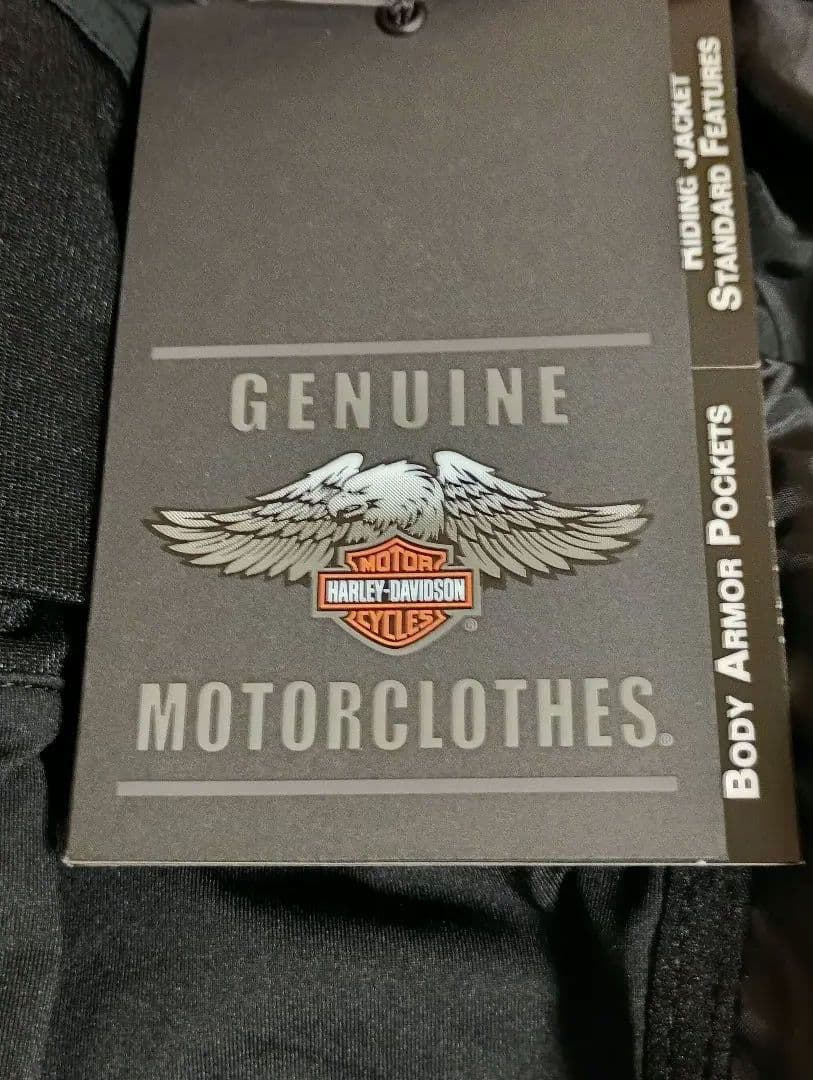 GENUINE
MOTOR
HARLEY-DAVIDSON
CYCLES ®
MOTORCLOTHES®
RIDING JACKET
STANDARD FEATURES
BODY ARMOR POCKETS